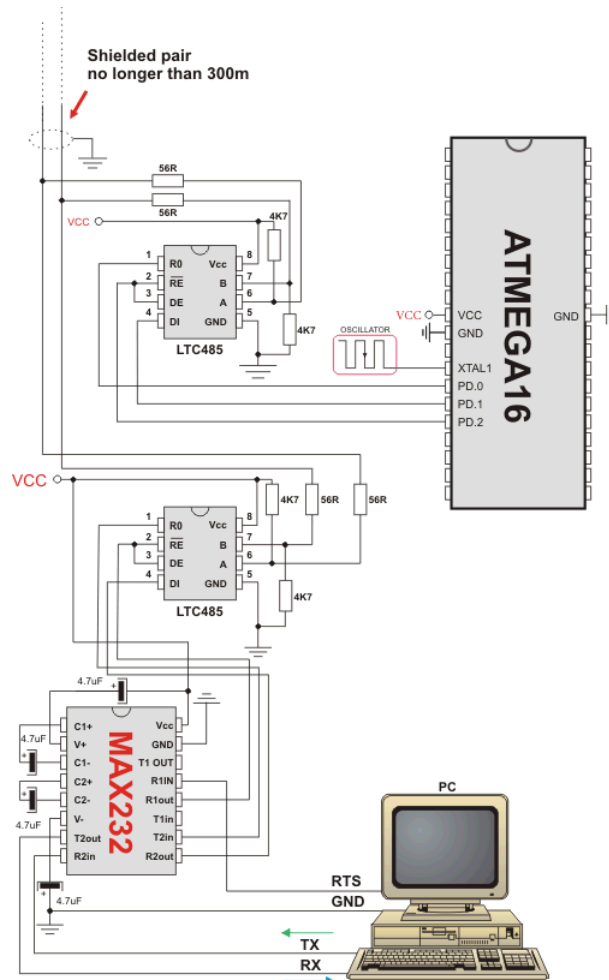 Shielded pair
no longer than 300m
56R
56R
VCC
4K7
1 R0 Vcc 8
2 RE B 7
3 DE A 6
4 DI GND 5
4K7
LTC485
ATMEGA16
VCC VCC GND
GND
OSCILLATOR
XTAL1
PD.0
PD.1
PD.2
VCC
4K7 56R 56R
1 R0 Vcc 8
2 RE B 7
3 DE A 6
4 DI GND 5
4K7
LTC485
4.7uF +
MAX232
C1+ Vcc
4.7uF V+ GND
+ C1- T1 OUT
C2+ R1IN
+ C2- R1out
4.7uF V- T1in
T2out T2in
R2in R2out
+ 4.7uF
PC
RTS
GND
TX
RX